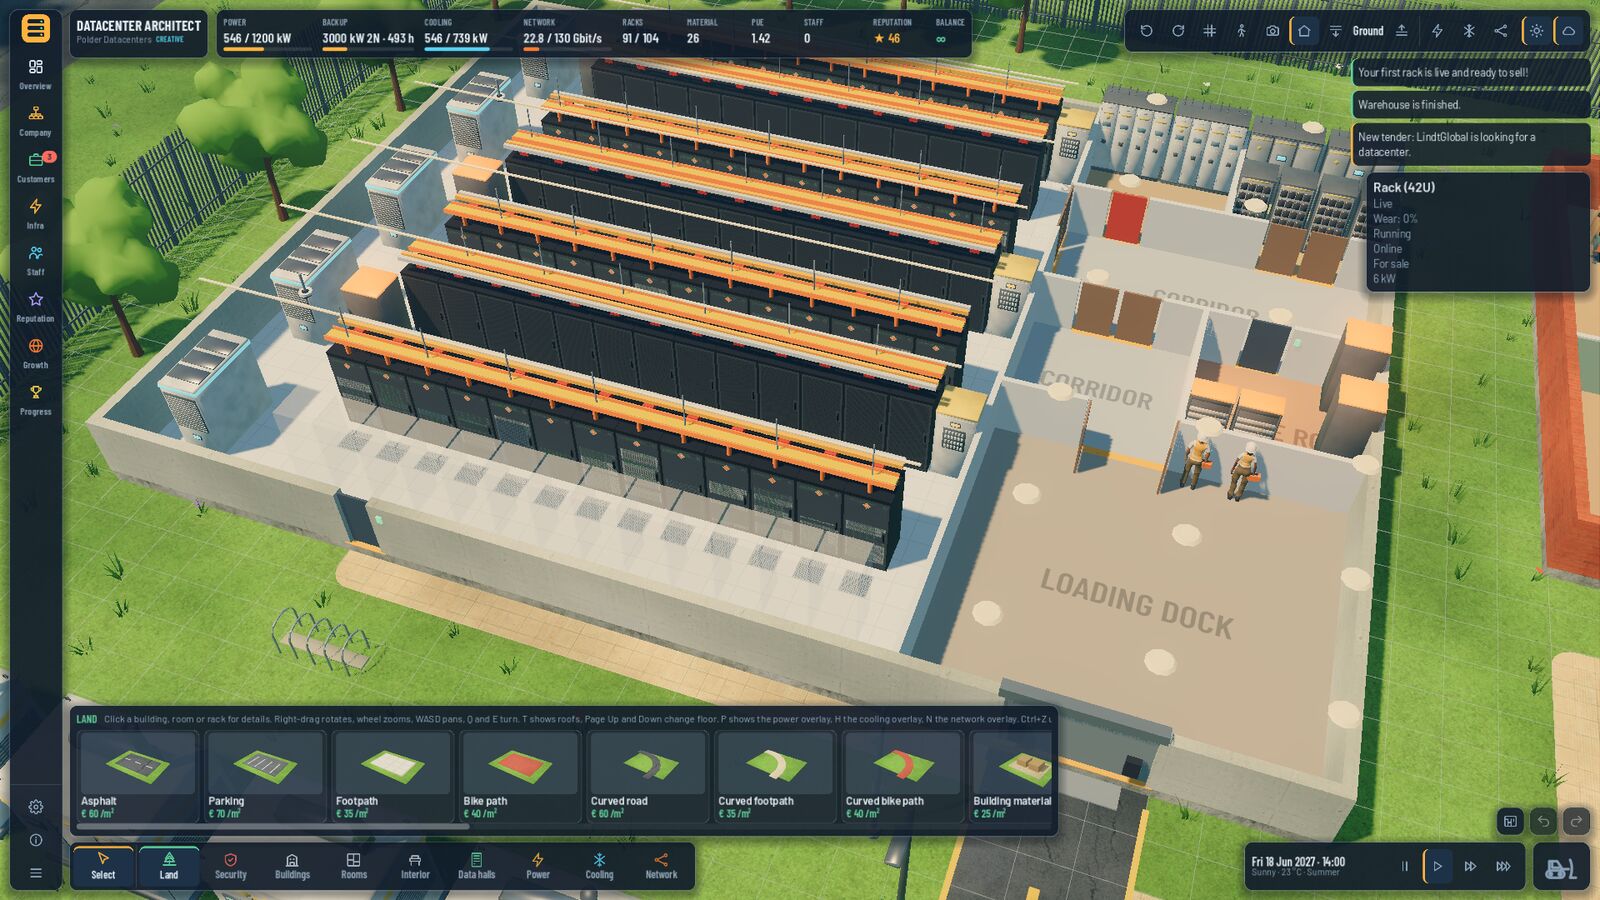 DATACENTER ARCHITECT
Polder Datacenters CREATIVE
POWER
546 / 1200 kW
BACKUP
3000 kW 2N · 493 h
COOLING
546 / 739 kW
NETWORK
22.8 / 130 Gbit/s
RACKS
91 / 104
MATERIAL
26
PUE
1.42
STAFF
0
REPUTATION
★ 46
BALANCE
∞
Ground
Overview
Company
3
Customers
Infra
Staff
Reputation
Growth
Progress
Your first rack is live and ready to sell!
Warehouse is finished.
New tender: LindtGlobal is looking for a
datacenter.
Rack (42U)
Live
Wear: 0%
Running
Online
For sale
6 kW
CORRIDOR
CORRIDOR
LOADING DOCK
LAND Click a building, room or rack for details. Right-drag rotates, wheel zooms, WASD pans, Q and E turn. T shows roofs, Page Up and Down change floor. P shows the power overlay, H the cooling overlay, N the network overlay. Ctrl+Z
Asphalt
€ 60 /m²
Parking
€ 70 /m²
Footpath
€ 35 /m²
Bike path
€ 40 /m²
Curved road
€ 60 /m²
Curved footpath
€ 35 /m²
Curved bike path
€ 40 /m²
Building material
€ 25 /m²
Select
Land
Security
Buildings
Rooms
Interior
Data halls
Power
Cooling
Network
Fri 18 Jun 2027 · 14:00
Sunny · 23°C · Summer